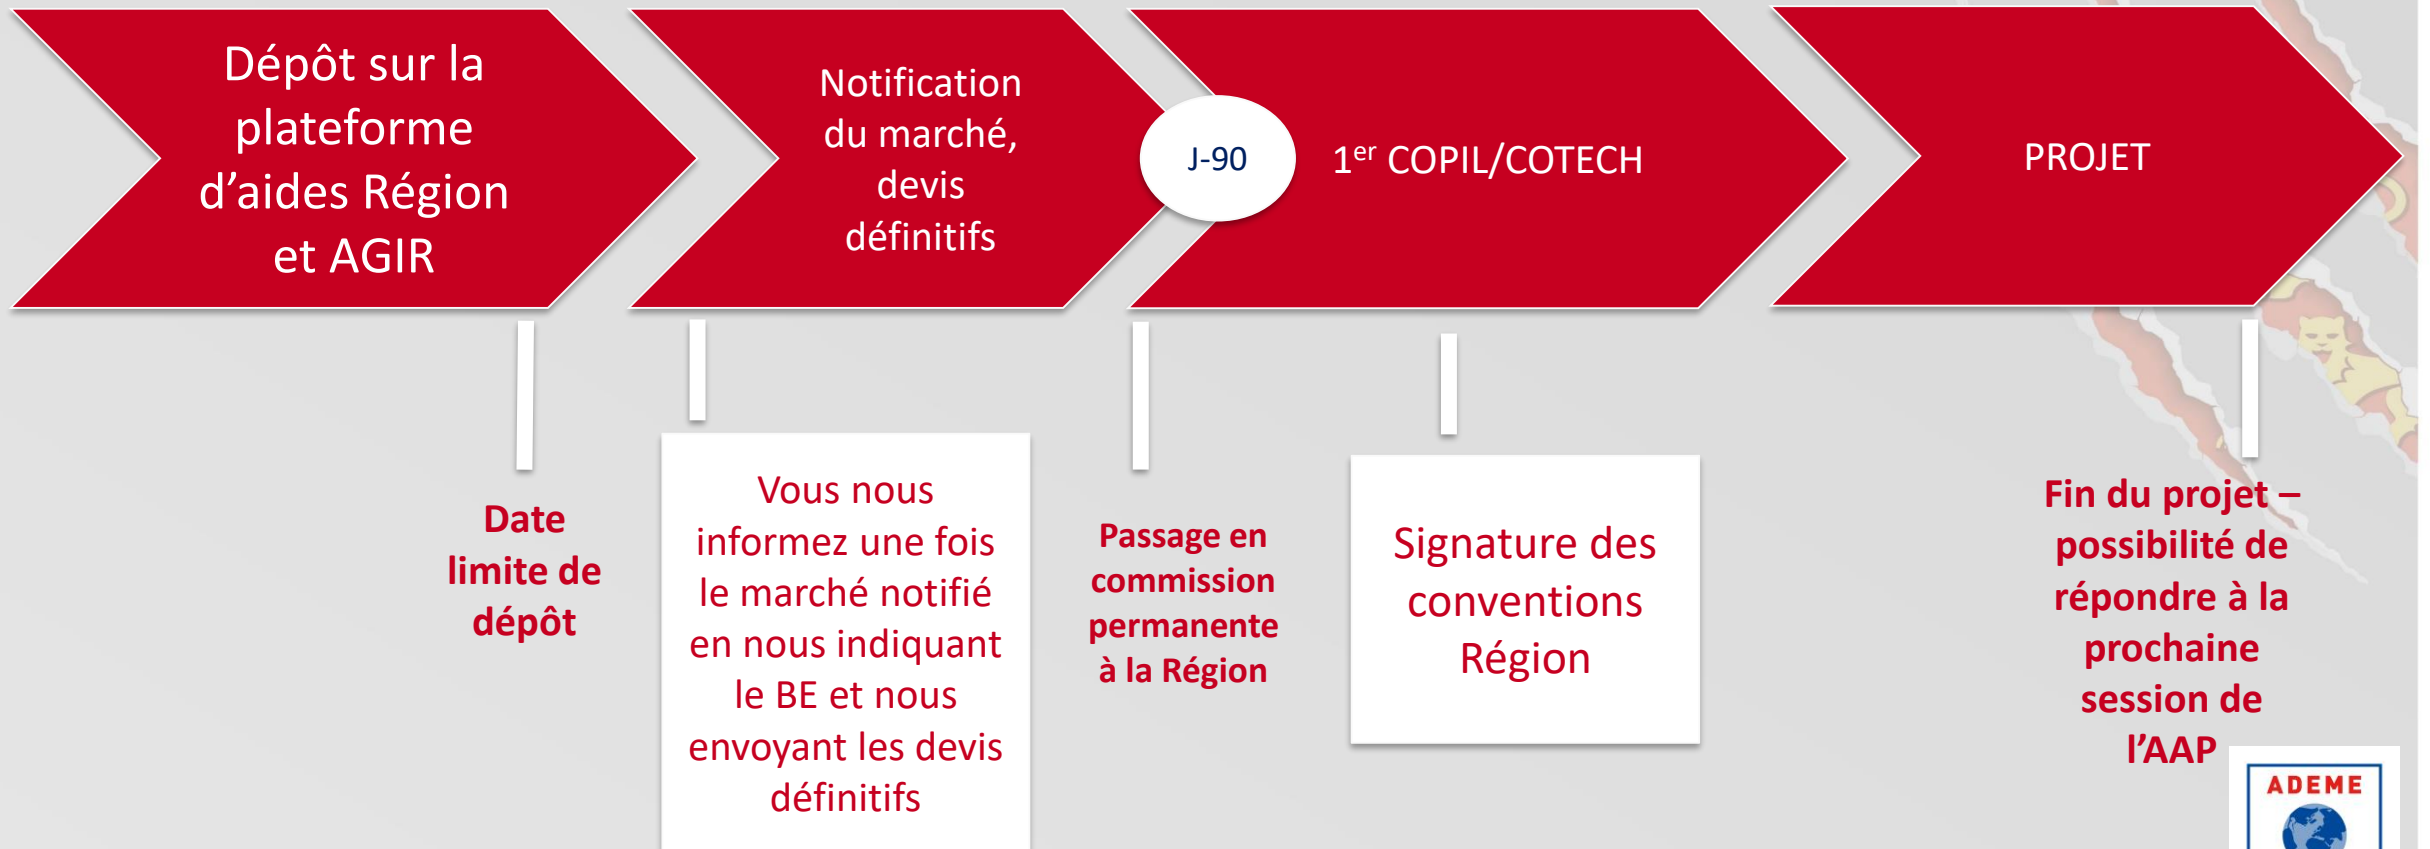 Dépôt sur la
plateforme
d’aides Région
et AGIR
Notification
du marché,
devis
définitifs
J-90
1er COPIL/COTECH
PROJET
Date
limite de
dépôt
Vous nous
informez une fois
le marché notifié
en nous indiquant
le BE et nous
envoyant les devis
définitifs
Passage en
commission
permanente
à la Région
Signature des
conventions
Région
Fin du projet –
possibilité de
répondre à la
prochaine
session de
l’AAP
ADEME